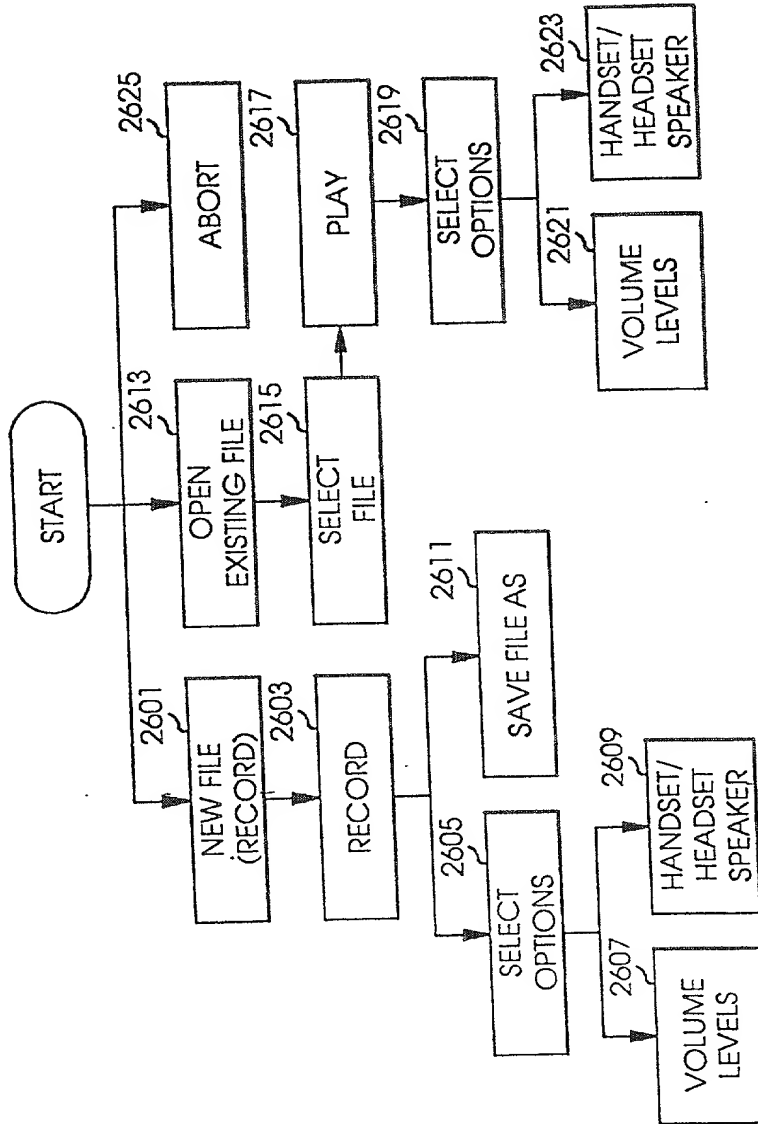 START
2601
NEW FILE
(RECORD)
2613
OPEN
EXISTING FILE
2625
ABORT
2603
RECORD
2615
SELECT
FILE
2617
PLAY
2605
SELECT
OPTIONS
2611
SAVE FILE AS
2619
SELECT
OPTIONS
2607
VOLUME
LEVELS
2609
HANDSET/
HEADSET
SPEAKER
2621
VOLUME
LEVELS
2623
HANDSET/
HEADSET
SPEAKER